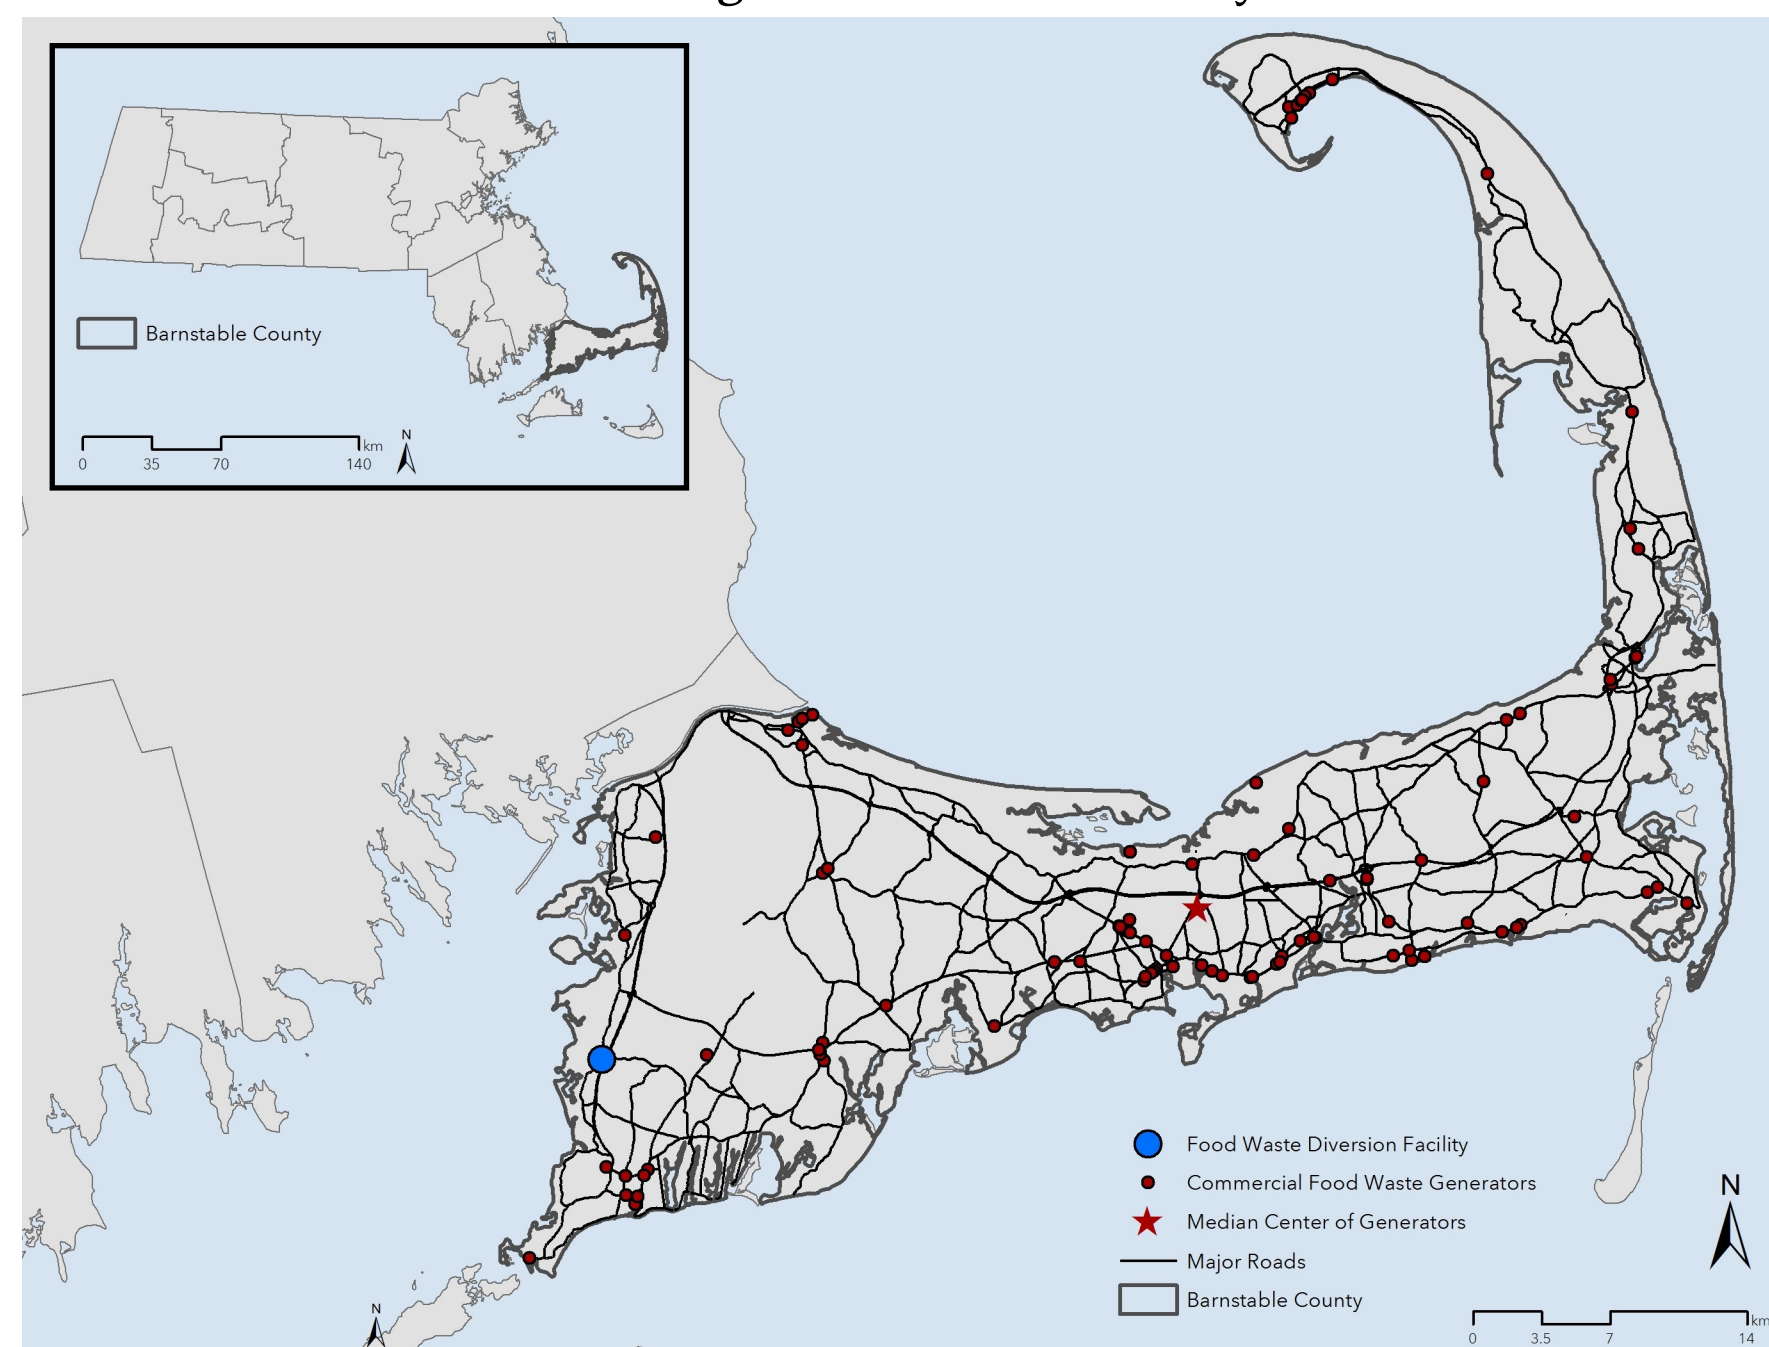 Barnstable County
0 35 70 140 km
N
Food Waste Diversion Facility
Commercial Food Waste Generators
Median Center of Generators
Major Roads
Barnstable County
N
0 3.5 7 14 km
N